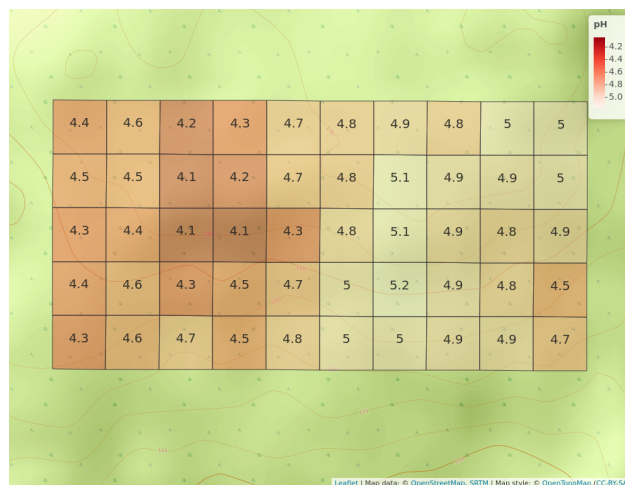 pH
4.2
4.4
4.6
4.8
5.0
4.4 4.6 4.2 4.3 4.7 4.8 4.9 4.8 5 5
4.5 4.5 4.1 4.2 4.7 4.8 5.1 4.9 4.9 5
4.3 4.4 4.1 4.1 4.3 4.8 5.1 4.9 4.8 4.9
4.4 4.6 4.3 4.5 4.7 5 5.2 4.9 4.8 4.5
4.3 4.6 4.7 4.5 4.8 5 5 4.9 4.9 4.7
Leaflet | Map data: © OpenStreetMap, SRTM | Map style: © OpenTopoMap (CC-BY-SA